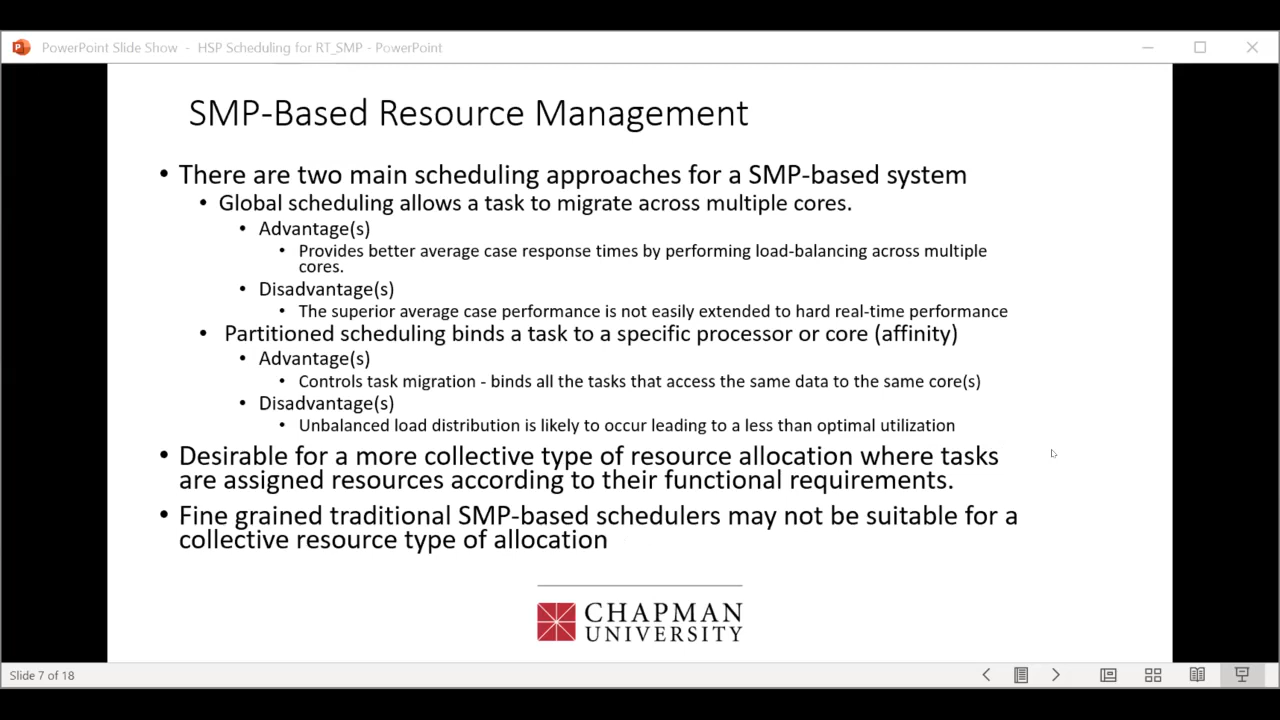 PowerPoint Slide Show - HSP Scheduling for RT_SMP - PowerPoint
SMP-Based Resource Management
• There are two main scheduling approaches for a SMP-based system
• Global scheduling allows a task to migrate across multiple cores.
• Advantage(s)
• Provides better average case response times by performing load-balancing across multiple
cores.
• Disadvantage(s)
• The superior average case performance is not easily extended to hard real-time performance
• Partitioned scheduling binds a task to a specific processor or core (affinity)
• Advantage(s)
• Controls task migration - binds all the tasks that access the same data to the same core(s)
• Disadvantage(s)
• Unbalanced load distribution is likely to occur leading to a less than optimal utilization
• Desirable for a more collective type of resource allocation where tasks
are assigned resources according to their functional requirements.
• Fine grained traditional SMP-based schedulers may not be suitable for a
collective resource type of allocation
CHAPMAN
UNIVERSITY
Slide 7 of 18